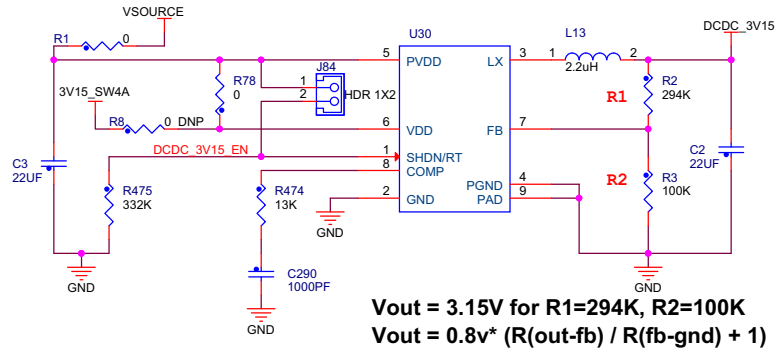 VSOURCE
R1
0
U30
L13
DCDC_3V15
J84
5
PVDD
LX
3
1
2
2.2uH
R78
0
1
2
HDR 1X2
R1
R2
294K
3V15_SW4A
R8
0
DNP
6
VDD
FB
7
DCDC_3V15_EN
1
SHDN/RT
8
COMP
C3
22UF
C2
22UF
R475
332K
R474
13K
2
GND
PGND
4
PAD
9
R2
R3
100K
GND
GND
C290
1000PF
GND
GND
GND
Vout = 3.15V for R1=294K, R2=100K
Vout = 0.8v* (R(out-fb) / R(fb-gnd) + 1)